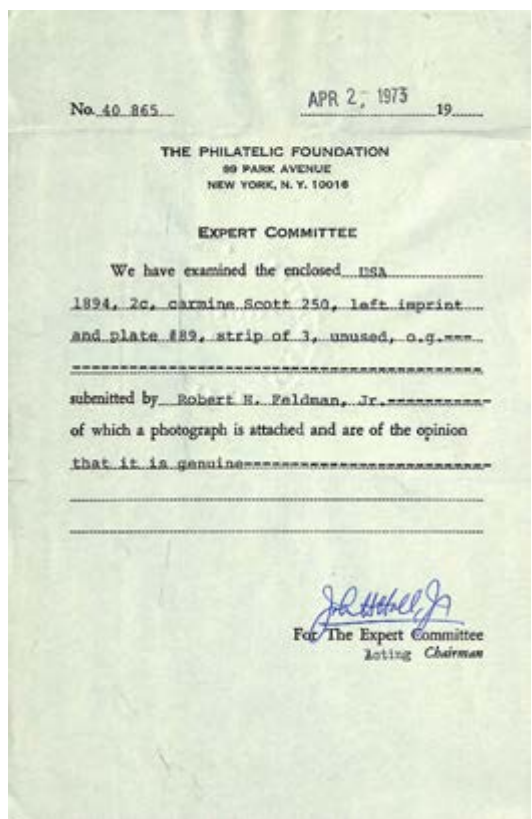 No. 40 865 APR 2, 1973 19
THE PHILATELIC FOUNDATION
99 PARK AVENUE
NEW YORK, N. Y. 10016
EXPERT COMMITTEE
We have examined the enclosed USA
1894, 2c, carmine Scott 250, left imprint
and plate #89, strip of 3, unused, o.g.---
submitted by Robert H. Feldman, Jr.-----------
of which a photograph is attached and are of the opinion
that it is genuine--------------------------
John H Hall, Jr
For The Expert Committee
Acting Chairman